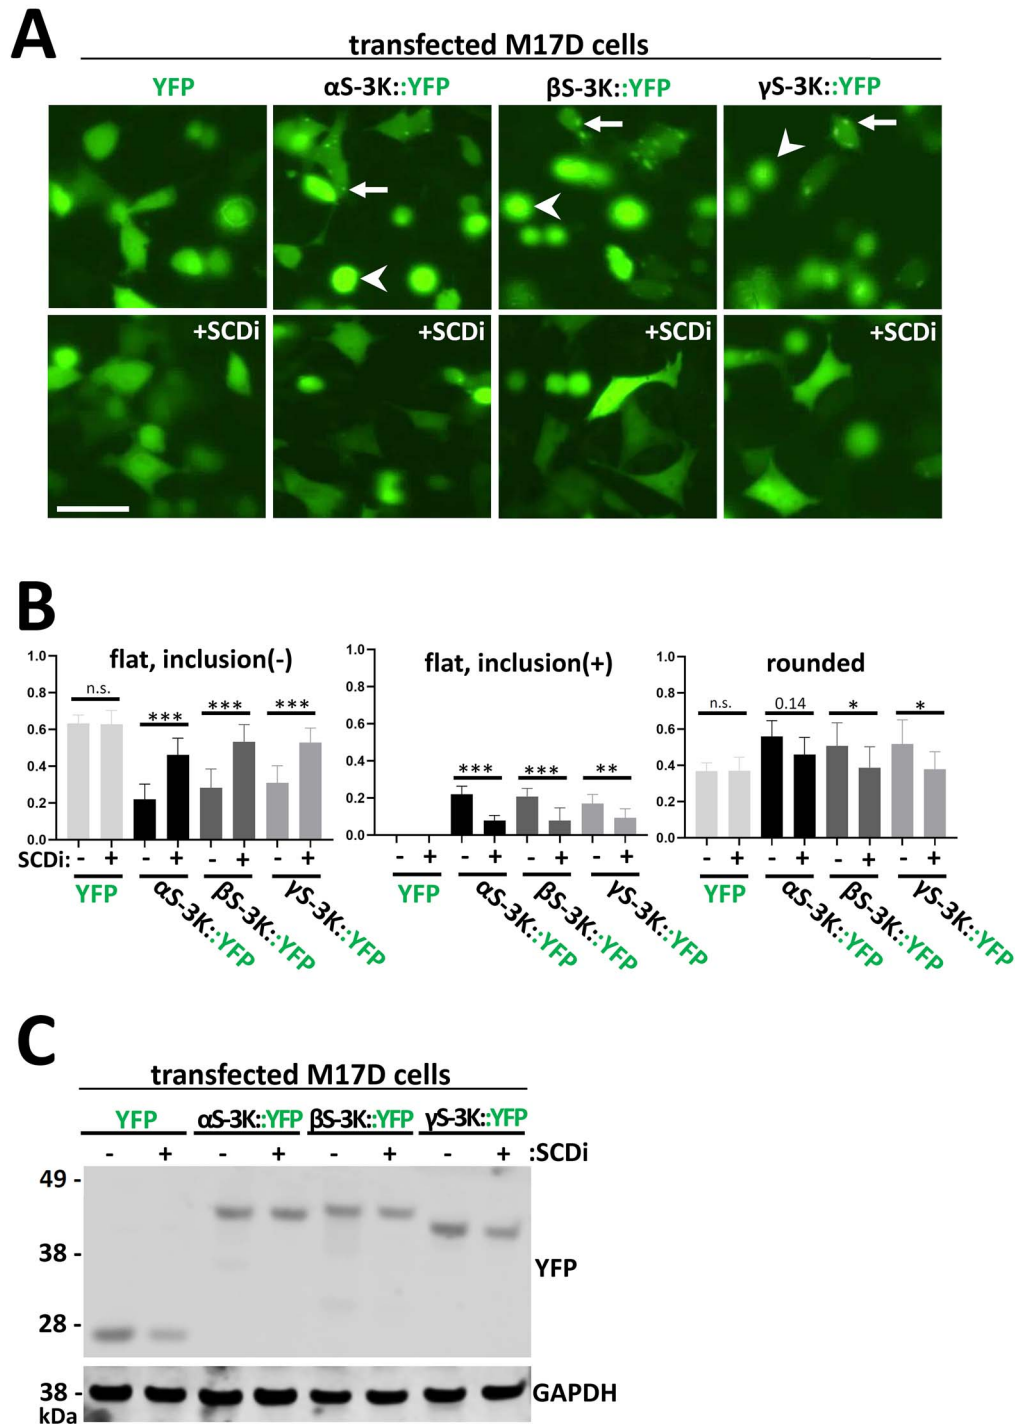 A
transfected M17D cells
YFP αS-3K::YFP βS-3K::YFP γS-3K::YFP
+SCDi +SCDi +SCDi +SCDi
B
flat, inclusion(-)
1.0
0.8
0.6
0.4
0.2
0.0
n.s. *** *** ***
SCDi: - + - + - + - +
YFP αS-3K::YFP βS-3K::YFP γS-3K::YFP
flat, inclusion(+)
1.0
0.8
0.6
0.4
0.2
0.0
*** *** **
- + - + - + - +
YFP αS-3K::YFP βS-3K::YFP γS-3K::YFP
rounded
1.0
0.8
0.6
0.4
0.2
0.0
n.s. 0.14 * *
- + - + - + - +
YFP αS-3K::YFP βS-3K::YFP γS-3K::YFP
C
transfected M17D cells
YFP αS-3K::YFP βS-3K::YFP γS-3K::YFP
- + - + - + - + :SCDi
49 -
38 -
YFP
28 -
38 - GAPDH
kDa